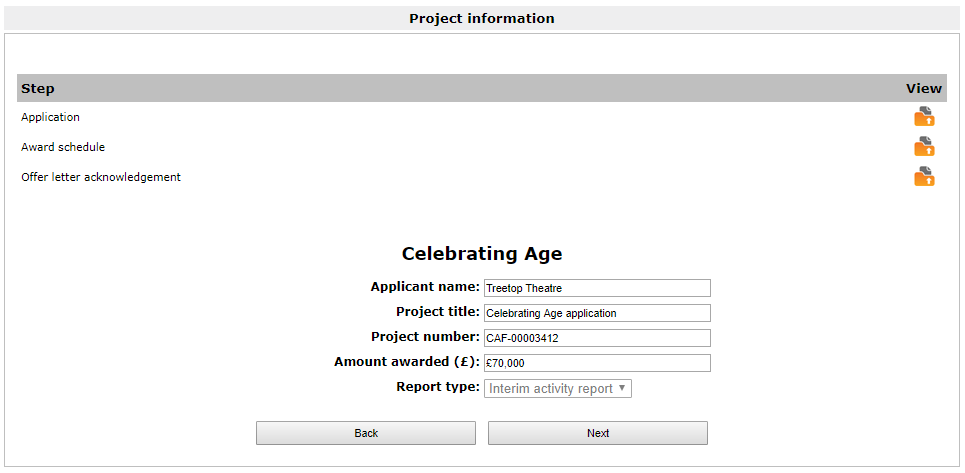 Project information
Step View
Application
Award schedule
Offer letter acknowledgement
Celebrating Age
Applicant name: Treetop Theatre
Project title: Celebrating Age application
Project number: CAF-00003412
Amount awarded (£): £70,000
Report type: Interim activity report
Back Next